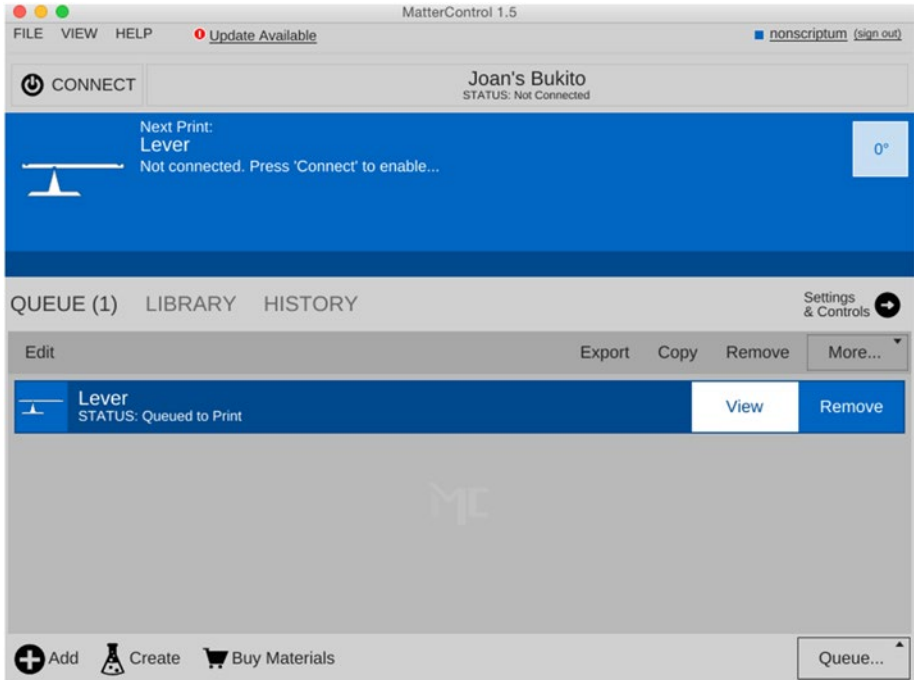 MatterControl 1.5
FILE VIEW HELP Update Available nonscriptum (sign out)
CONNECT
Joan's Bukito
STATUS: Not Connected
Next Print:
Lever
Not connected. Press 'Connect' to enable...
0°
QUEUE (1) LIBRARY HISTORY
Settings
& Controls
Edit Export Copy Remove More...
Lever
STATUS: Queued to Print
View Remove
MC
Add Create Buy Materials Queue...